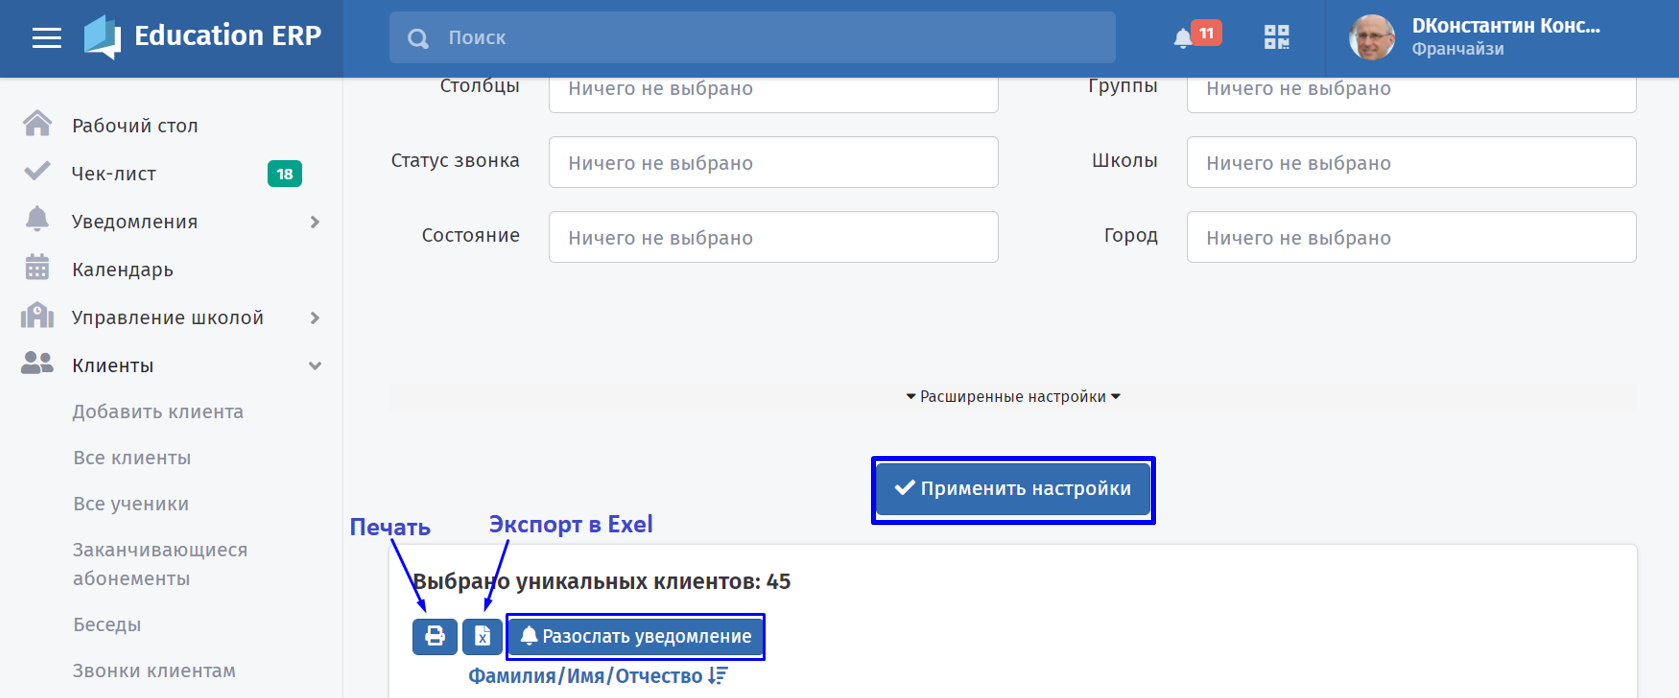 Education ERP
Поиск
11
DКонстантин Конс...
Франчайзи
Рабочий стол
Чек-лист 18
Уведомления
Календарь
Управление школой
Клиенты
Добавить клиента
Все клиенты
Все ученики
Заканчивающиеся
абонементы
Беседы
Звонки клиентам
Столбцы Ничего не выбрано Группы Ничего не выбрано
Статус звонка Ничего не выбрано Школы Ничего не выбрано
Состояние Ничего не выбрано Город Ничего не выбрано
Расширенные настройки
Применить настройки
Печать Экспорт в Exel
Выбрано уникальных клиентов: 45
Разослать уведомление
Фамилия/Имя/Отчество